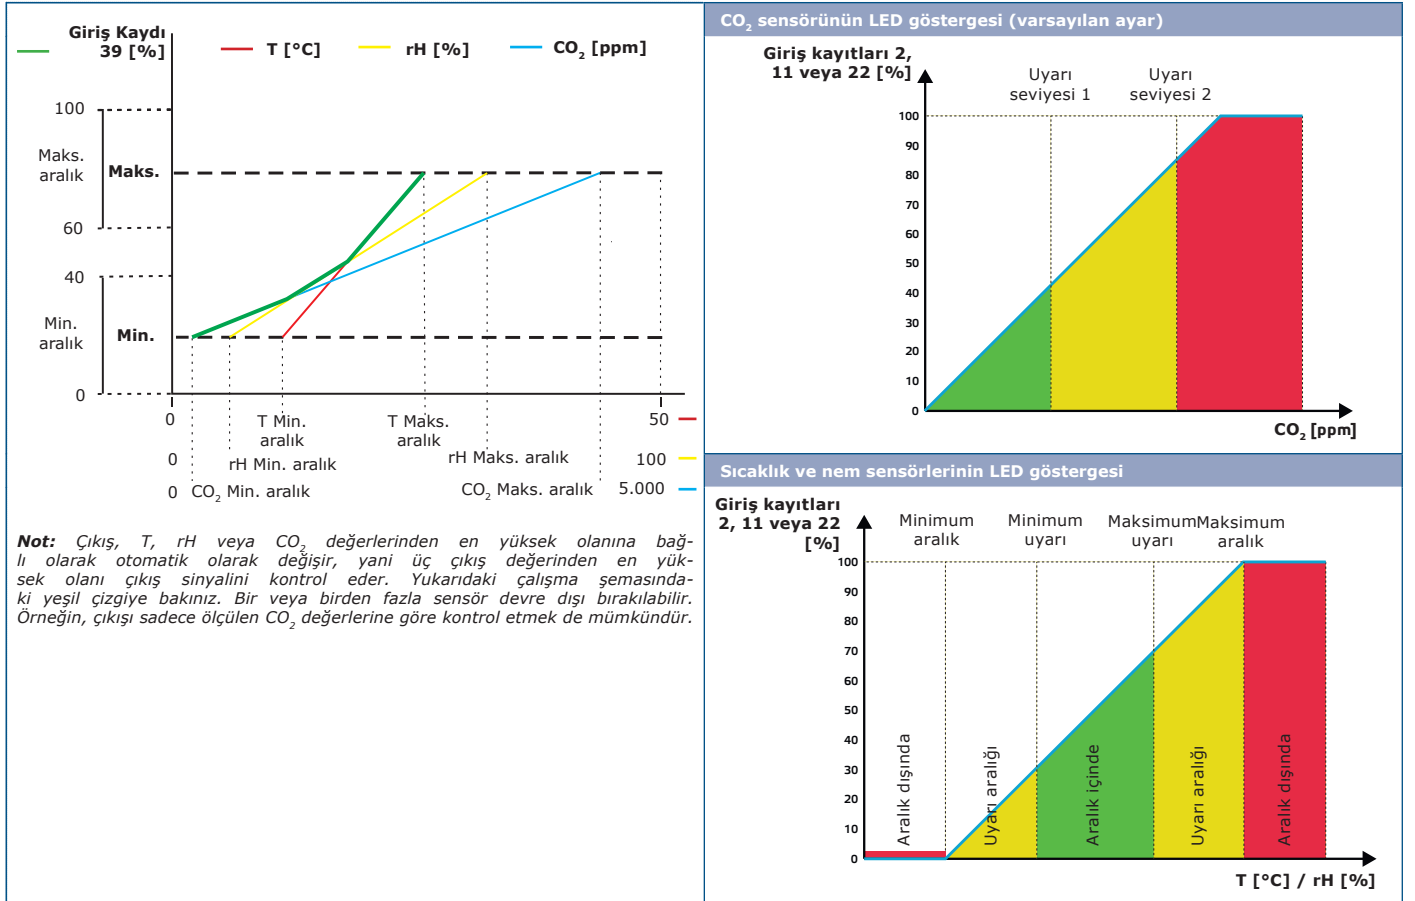 Giriş Kaydı
39 [%]
T [°C]
rH [%]
CO2 [ppm]
100
Maks.
aralık
Maks.
60
40
Min.
aralık
Min.
0
0
T Min.
aralık
T Maks.
aralık
50
0
rH Min. aralık
rH Maks. aralık
100
0
CO2 Min. aralık
CO2 Maks. aralık
5.000
Not: Çıkış, T, rH veya CO2 değerlerinden en yüksek olanına bağ-
lı olarak otomatik olarak değişir, yani üç çıkış değerinden en yük-
sek olanı çıkış sinyalini kontrol eder. Yukarıdaki çalışma şemasında-
ki yeşil çizgiye bakınız. Bir veya birden fazla sensör devre dışı bırakılabilir.
Örneğin, çıkışı sadece ölçülen CO2 değerlerine göre kontrol etmek de mümkündür.
CO2 sensörünün LED göstergesi (varsayılan ayar)
Giriş kayıtları 2,
11 veya 22 [%]
Uyarı
seviyesi 1
Uyarı
seviyesi 2
100
90
80
70
60
50
40
30
20
10
0
CO2 [ppm]
Sıcaklık ve nem sensörlerinin LED göstergesi
Giriş kayıtları
2, 11 veya 22
[%]
Minimum
aralık
Minimum
uyarı
Maksimum
uyarı
Maksimum
aralık
100
90
80
70
60
50
40
30
20
10
0
Aralık dışında
Uyarı aralığı
Aralık içinde
Uyarı aralığı
Aralık dışında
T [°C] / rH [%]